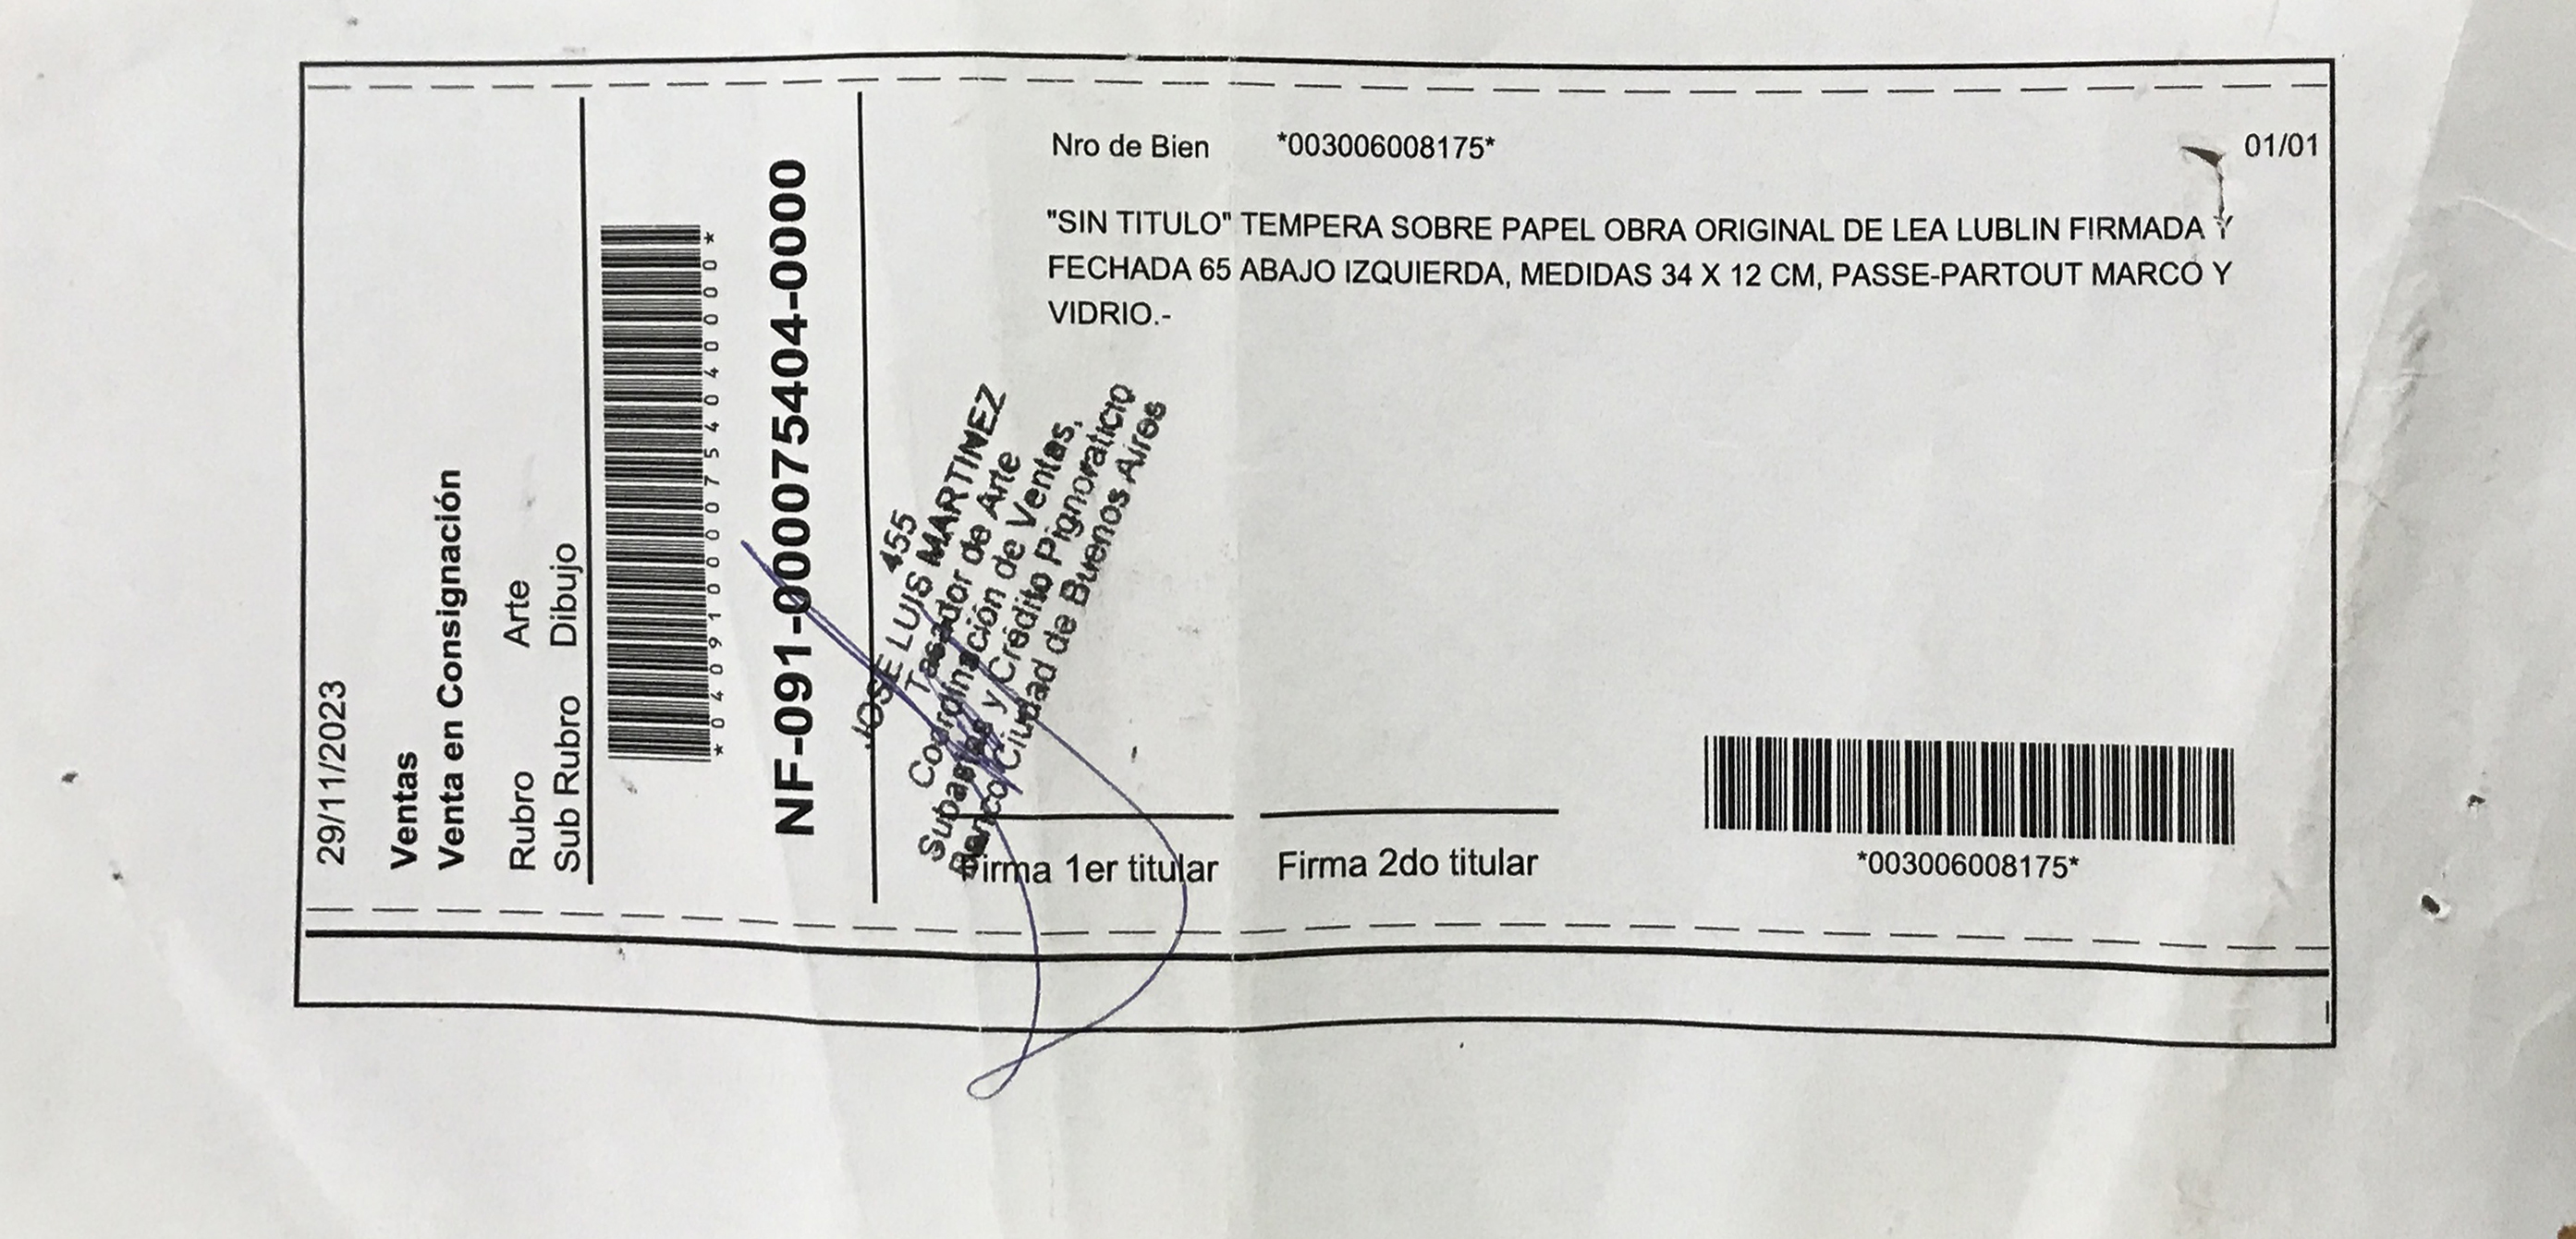 29/11/2023
Ventas
Venta en Consignación
Rubro Arte
Sub Rubro Dibujo
*040910000754040000*
NF-091-000075404-0000
Nro de Bien *003006008175* 01/01
"SIN TITULO" TEMPERA SOBRE PAPEL OBRA ORIGINAL DE LEA LUBLIN FIRMADA Y
FECHADA 65 ABAJO IZQUIERDA, MEDIDAS 34 X 12 CM, PASSE-PARTOUT MARCO Y
VIDRIO.-
455
JOSE LUIS MARTINEZ
Tasador de Arte
Coordinación de Ventas,
Subastas y Crédito Pignoraticio
Banco Ciudad de Buenos Aires
Firma 1er titular Firma 2do titular
*003006008175*